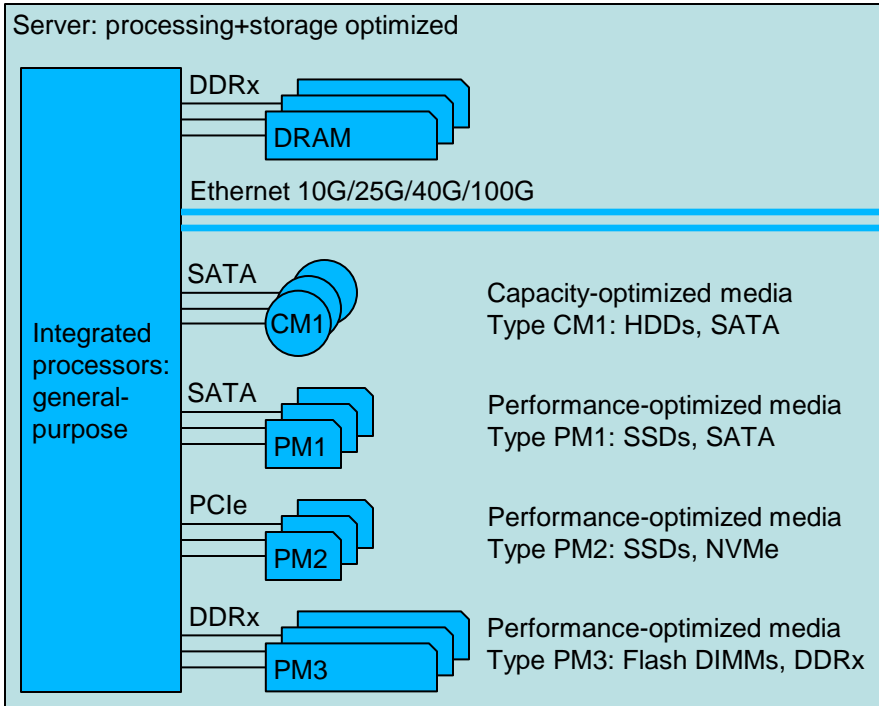 Server: processing+storage optimized
DDRx
DRAM
Ethernet 10G/25G/40G/100G
SATA
CM1
Capacity-optimized media
Type CM1: HDDs, SATA
Integrated
processors:
general-
purpose
SATA
PM1
Performance-optimized media
Type PM1: SSDs, SATA
PCIe
PM2
Performance-optimized media
Type PM2: SSDs, NVMe
DDRx
PM3
Performance-optimized media
Type PM3: Flash DIMMs, DDRx